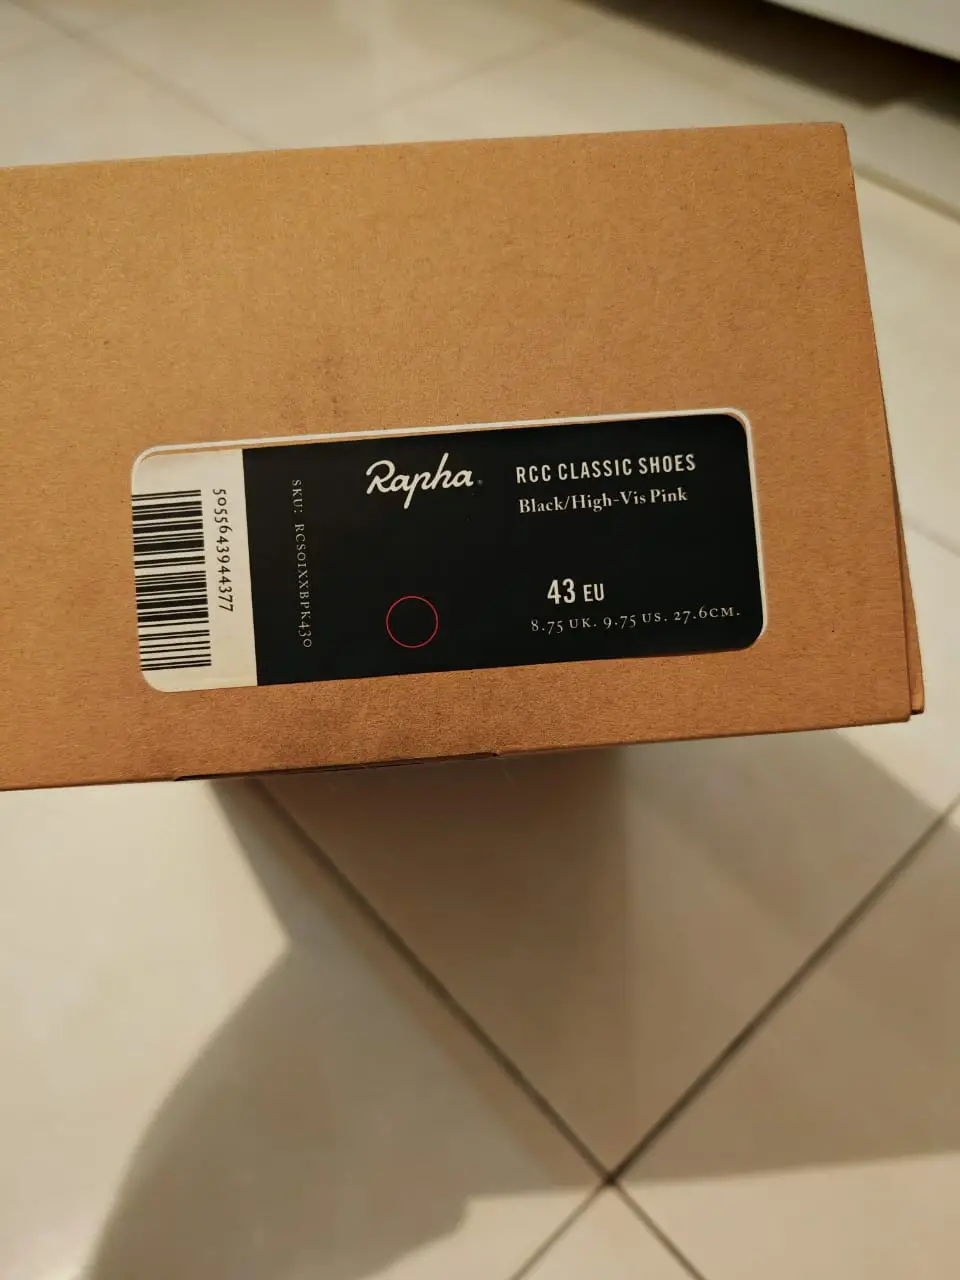 5055643944377
SKU: RCS01XXBPK430
Rapha
RCC CLASSIC SHOES
Black/High-Vis Pink
43 EU
8.75 UK. 9.75 US. 27.6CM.